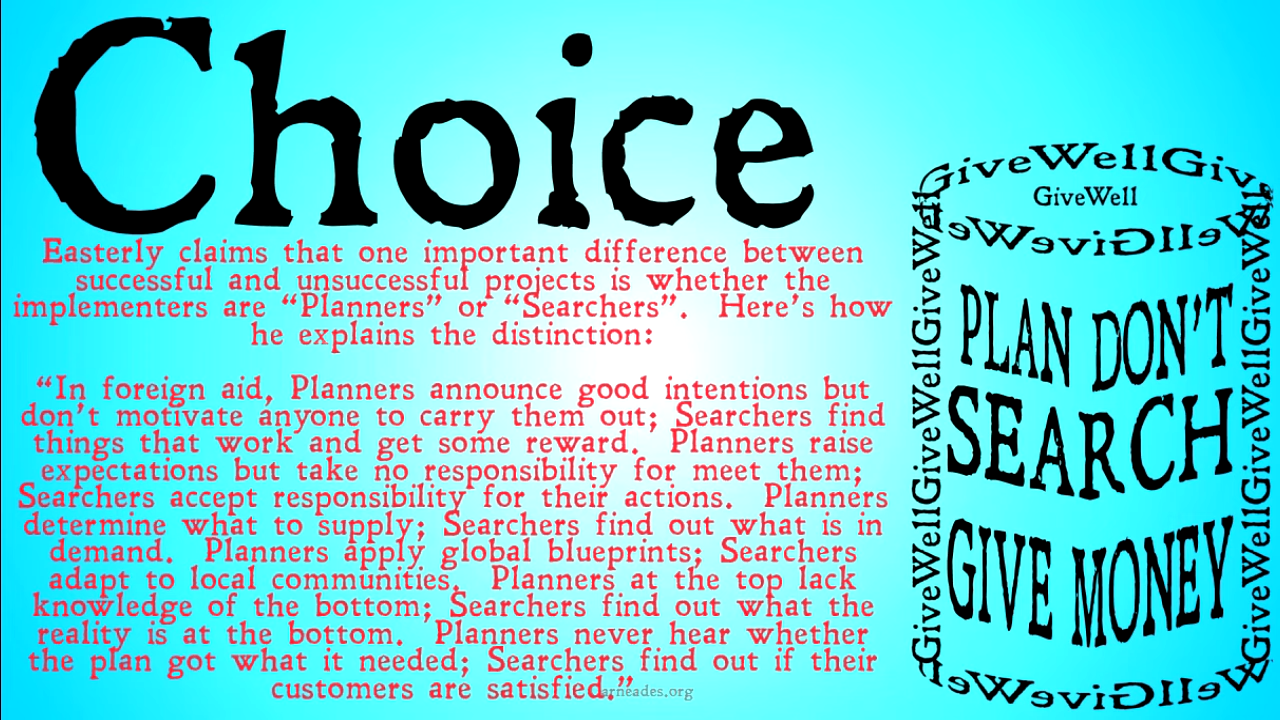 Choice
Easterly claims that one important difference between
successful and unsuccessful projects is whether the
implementers are “Planners” or “Searchers”.  Here’s how
he explains the distinction:
“In foreign aid, Planners announce good intentions but
don’t motivate anyone to carry them out; Searchers find
things that work and get some reward.  Planners raise
expectations but take no responsibility for meet them;
Searchers accept responsibility for their actions.  Planners
determine what to supply; Searchers find out what is in
demand.  Planners apply global blueprints; Searchers
adapt to local communities.  Planners at the top lack
knowledge of the bottom; Searchers find out what the
reality is at the bottom.  Planners never hear whether
the plan got what it needed; Searchers find out if their
customers are satisfied.”
arneades.org
GiveWellGive
GiveWell
GiveWell
PLAN DON’T
SEARCH
GIVE MONEY
GiveWellGiveWellGiveWell
GiveWellGiveWellGiveWell
GiveWell